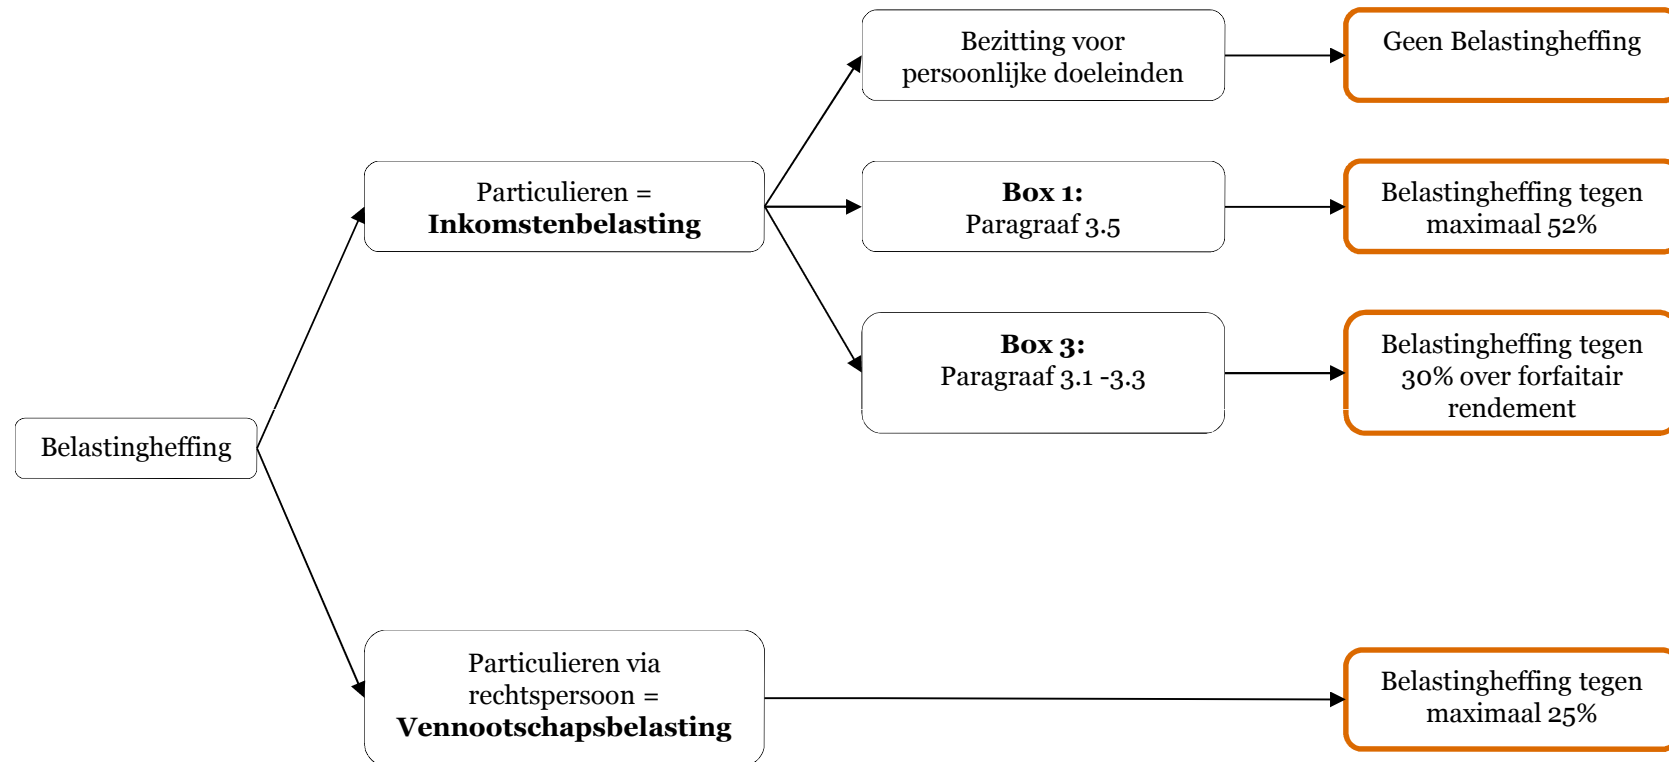 Bezitting voor
persoonlijke doeleinden
Geen Belastingheffing
Particulieren =
Inkomstenbelasting
Box 1:
Paragraaf 3.5
Belastingheffing tegen
maximaal 52%
Box 3:
Paragraaf 3.1 -3.3
Belastingheffing tegen
30% over forfaitair
rendement
Belastingheffing
Particulieren via
rechtspersoon =
Vennootschapsbelasting
Belastingheffing tegen
maximaal 25%